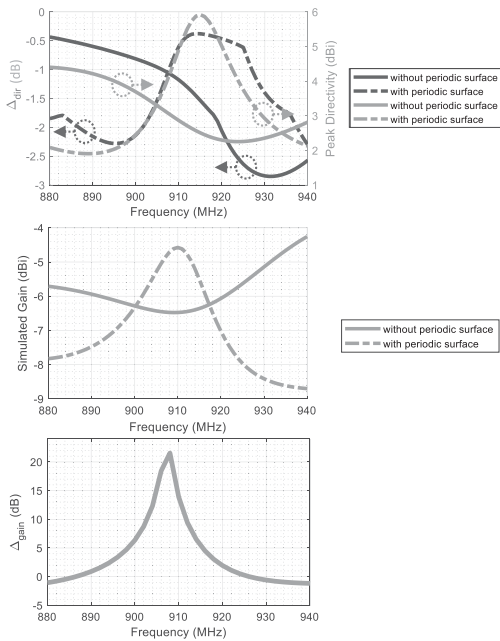 0
-0.5
-1
-1.5
-2
-2.5
-3
6
5
4
3
2
1
Δdir (dB)
Peak Directivity (dBi)
880 890 900 910 920 930 940
Frequency (MHz)
without periodic surface
with periodic surface
without periodic surface
with periodic surface
-4
-5
-6
-7
-8
-9
Simulated Gain (dBi)
880 890 900 910 920 930 940
Frequency (MHz)
without periodic surface
with periodic surface
20
15
10
5
0
-5
Δgain (dB)
880 890 900 910 920 930 940
Frequency (MHz)